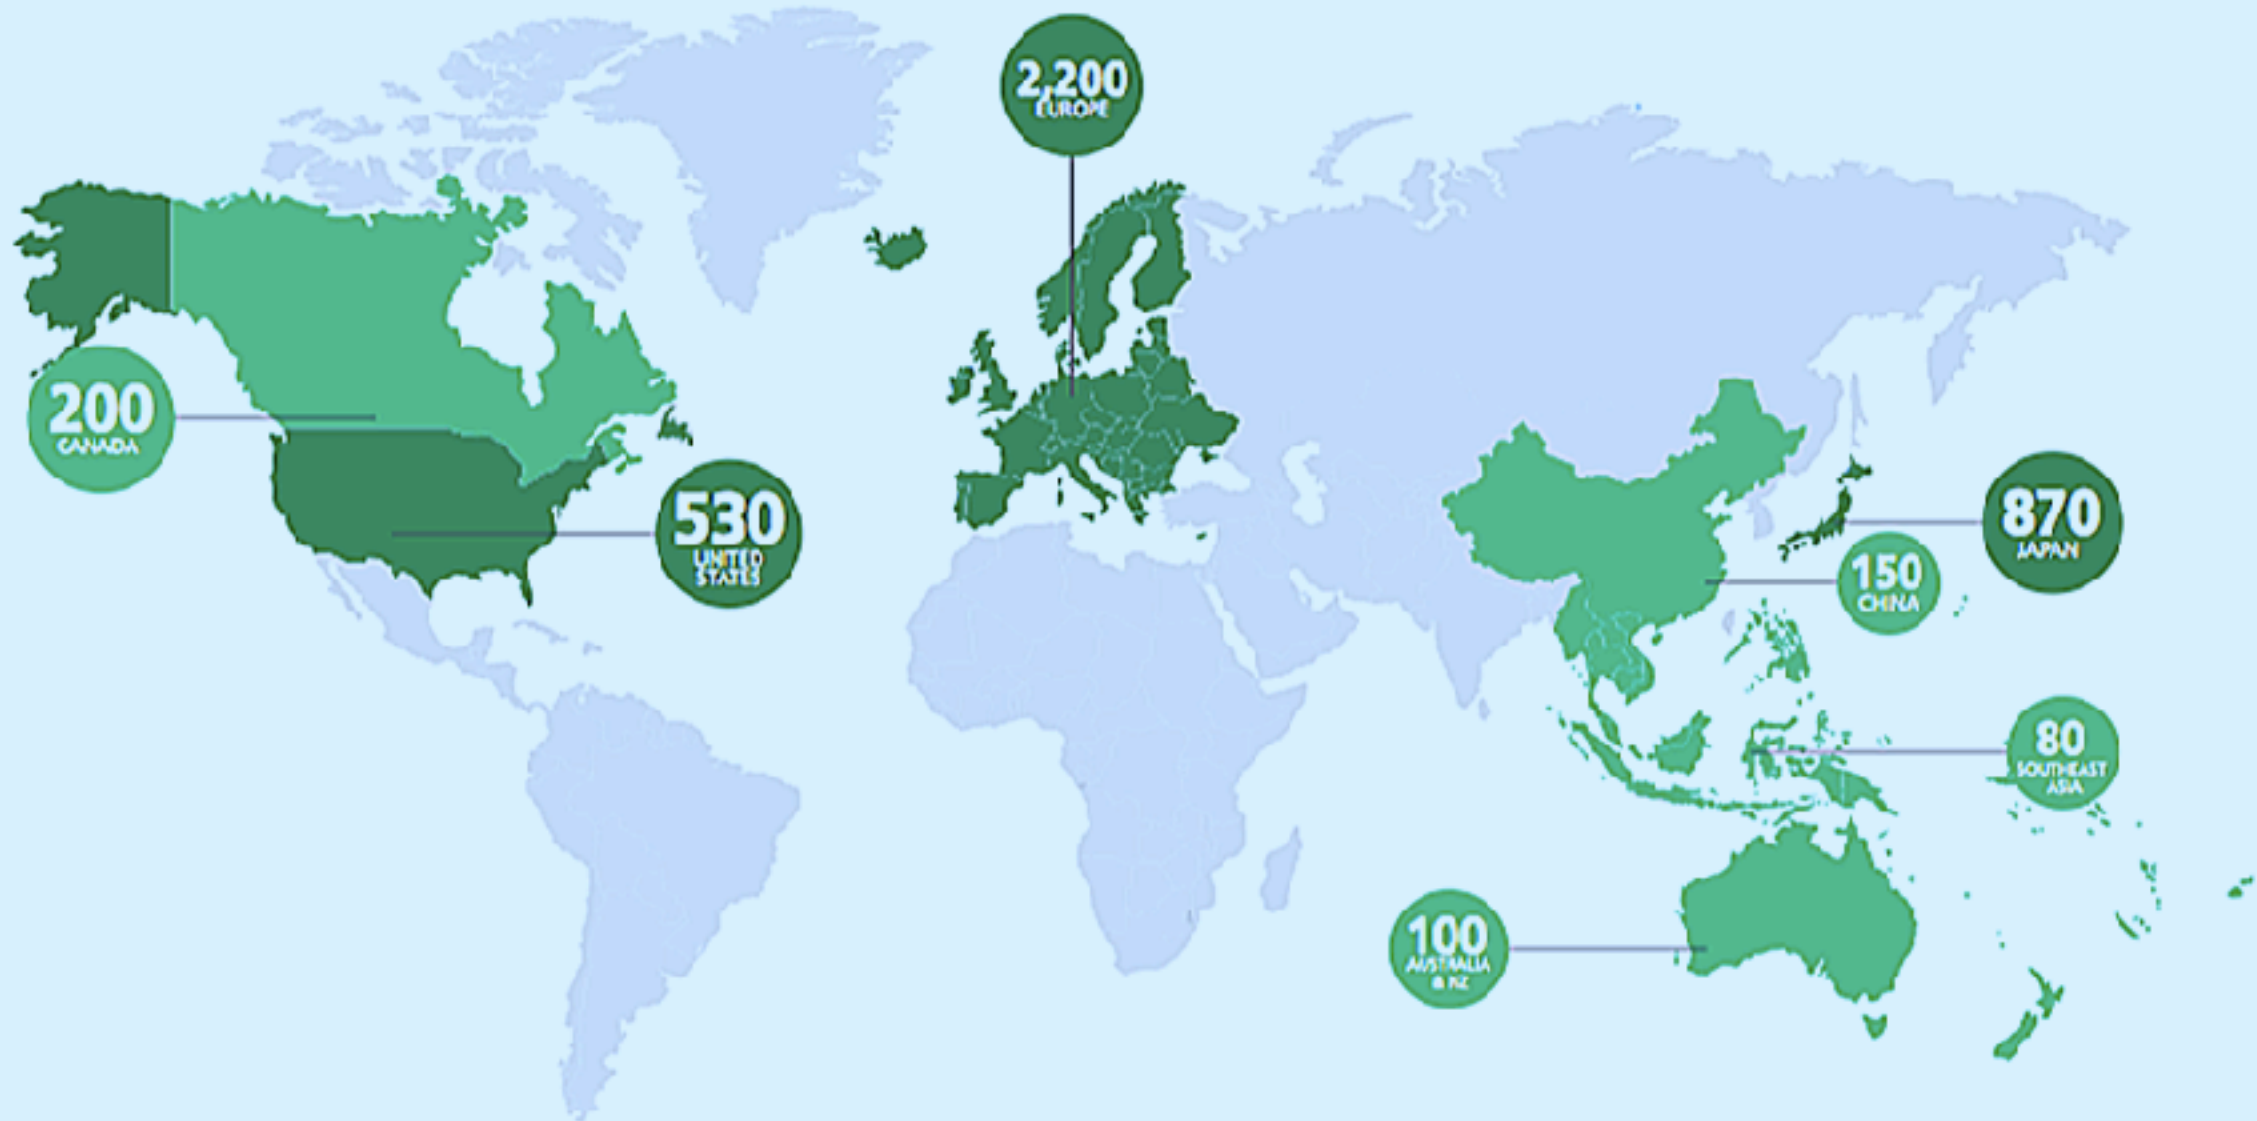 2,200
EUROPE
200
CANADA
530
UNITED
STATES
870
JAPAN
150
CHINA
80
SOUTHEAST
ASIA
100
AUSTRALIA
& NZ